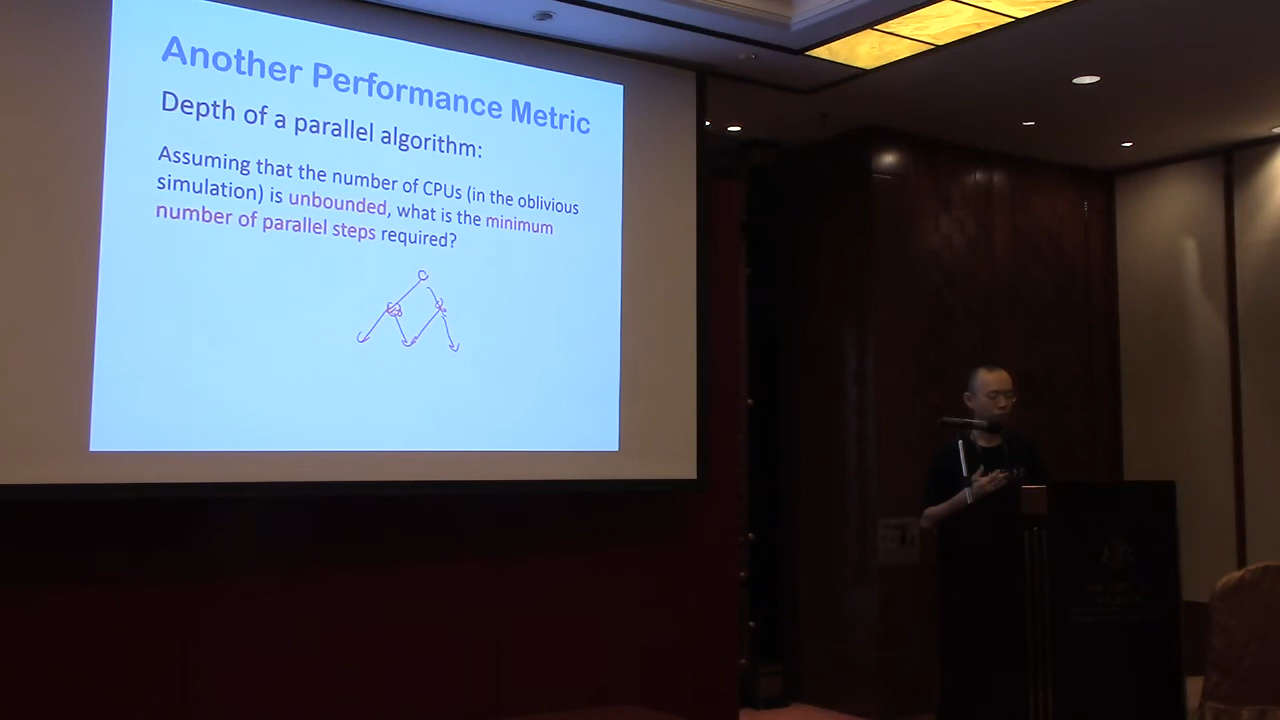 Another Performance Metric
Depth of a parallel algorithm:
Assuming that the number of CPUs (in the oblivious
simulation) is unbounded, what is the minimum
number of parallel steps required?